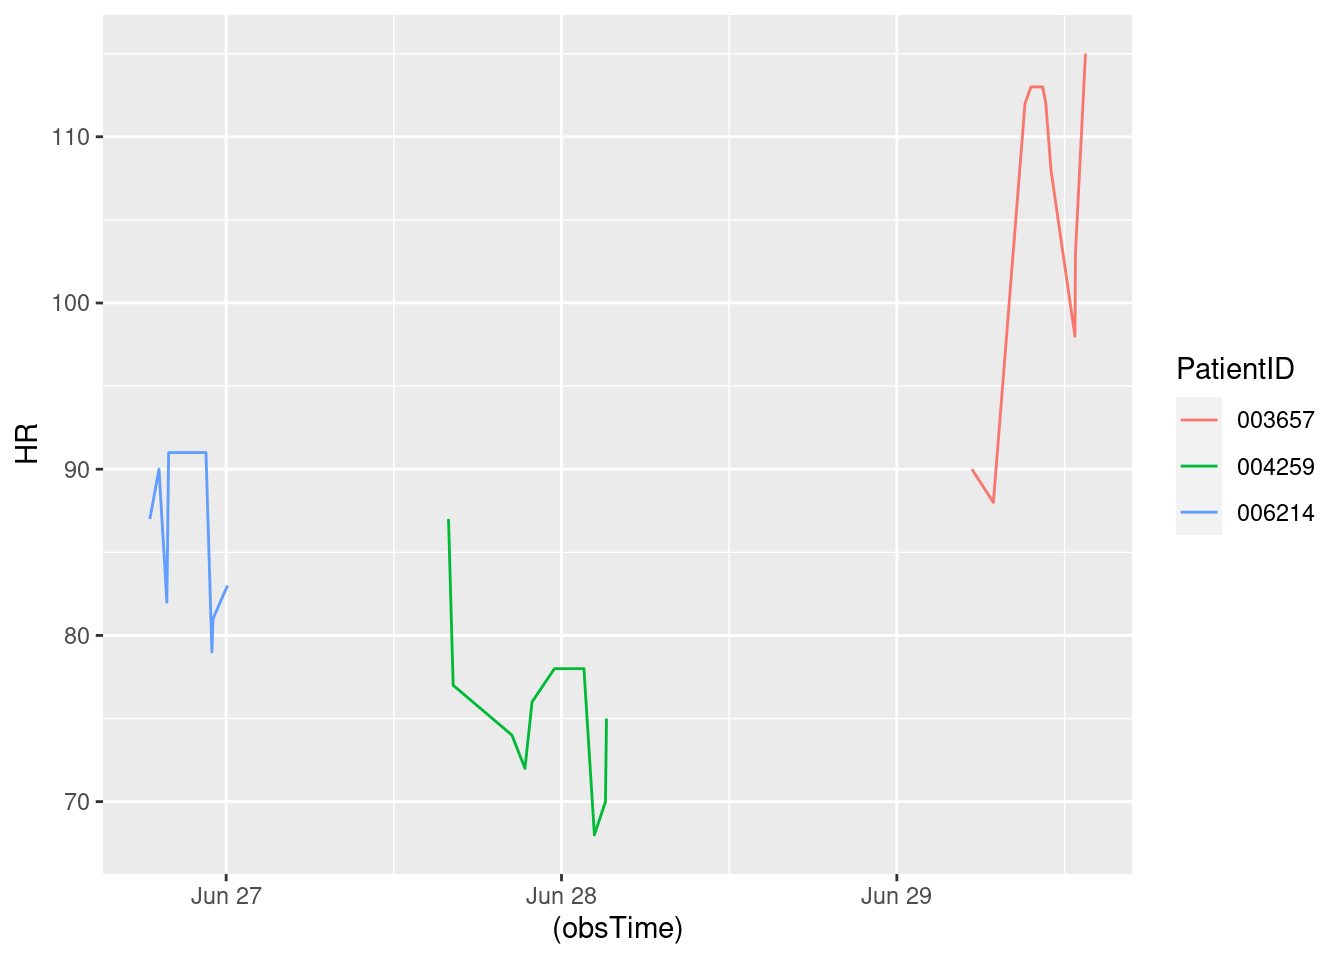 110
100
90
80
70
HR
Jun 27
Jun 28
Jun 29
(obsTime)
PatientID
003657
004259
006214